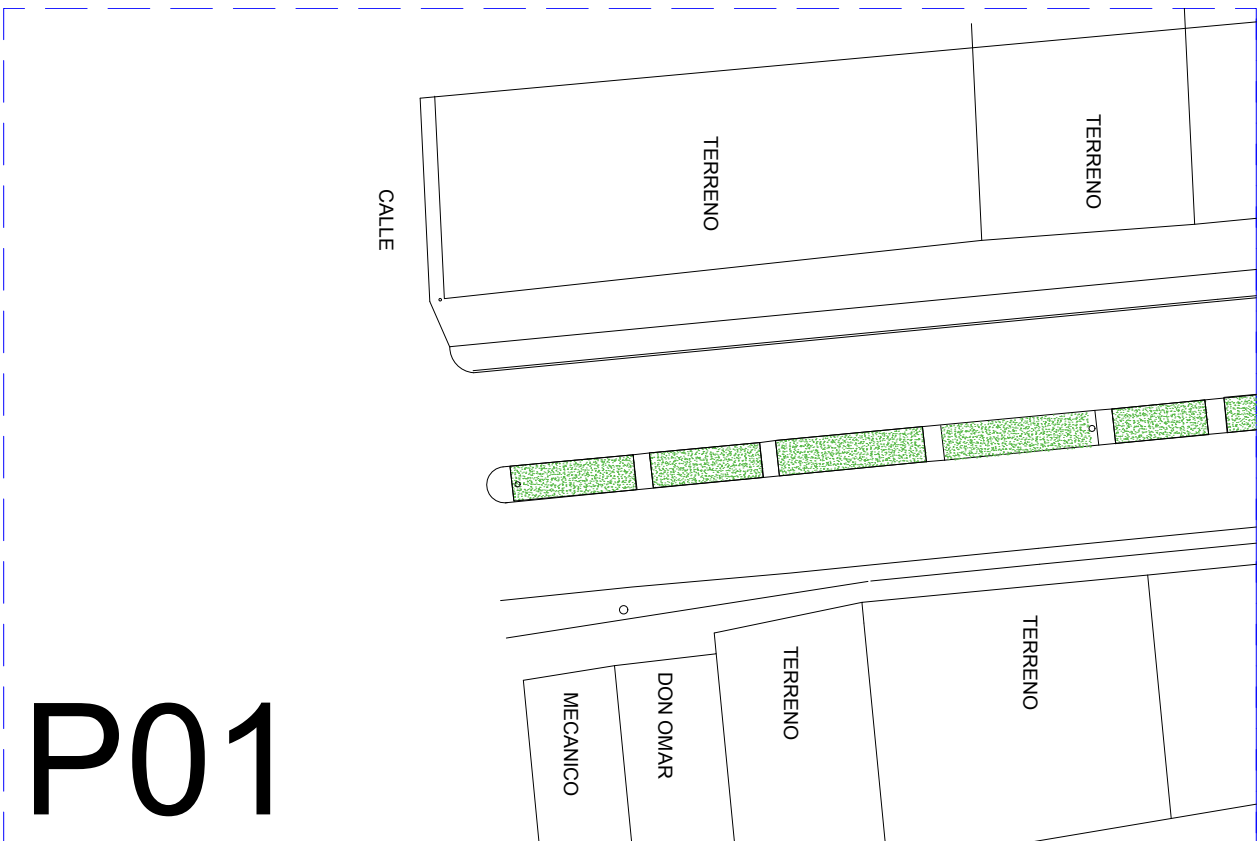 TERRENO
TERRENO
CALLE
TERRENO
TERRENO
DON OMAR
MECANICO
P01